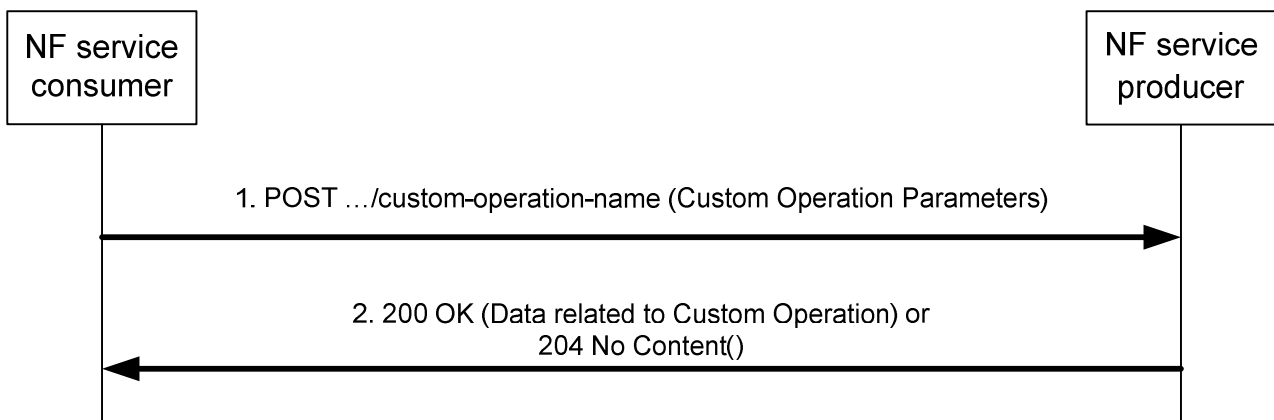 NF service
consumer
NF service
producer
1. POST …/custom-operation-name (Custom Operation Parameters)
2. 200 OK (Data related to Custom Operation) or
204 No Content()